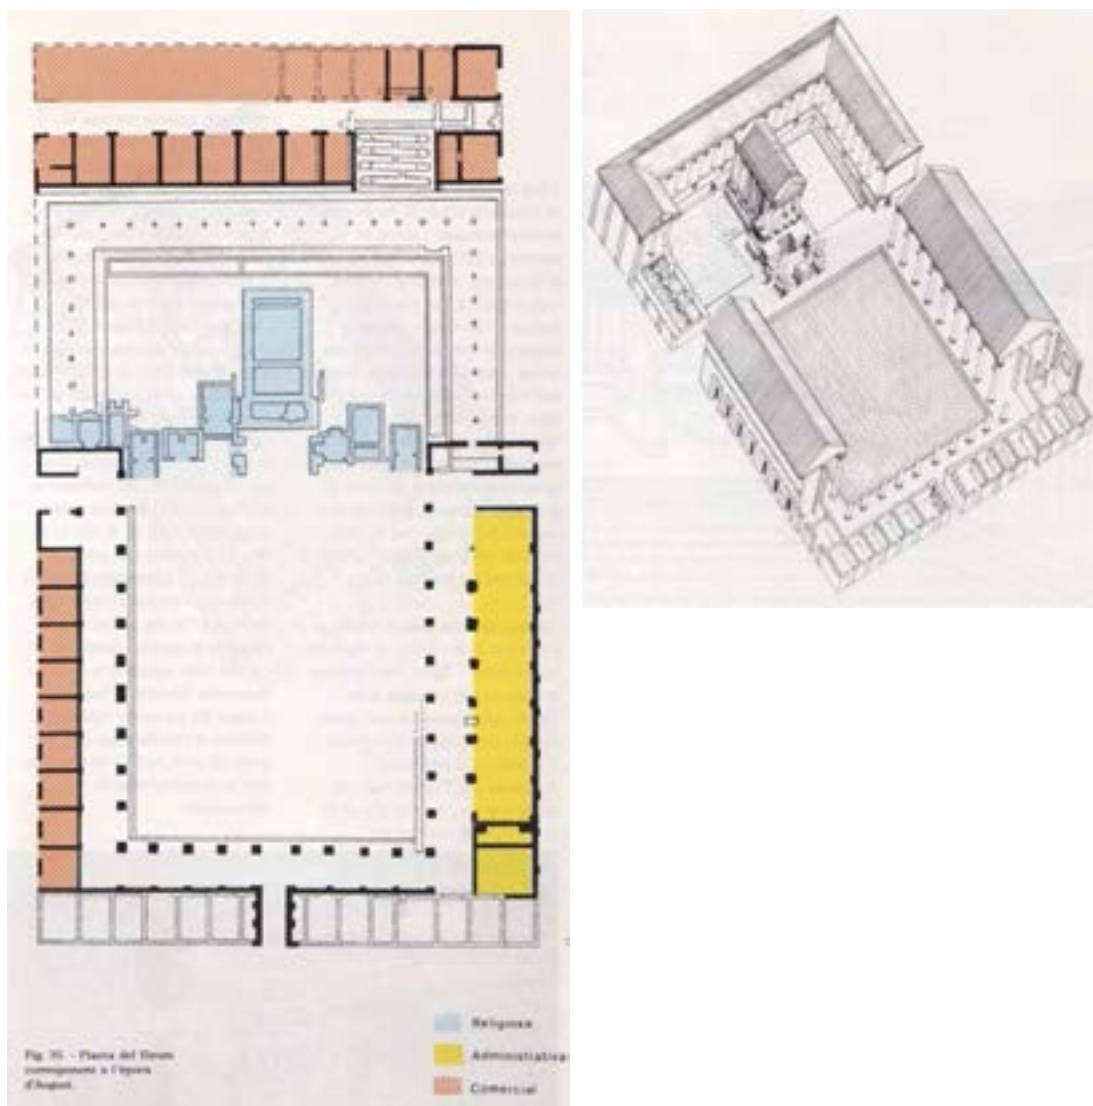 Religiosa
Administrativa
Comercial
Fig. 35. - Planta del fòrum
corresponent a l'època
d'August.